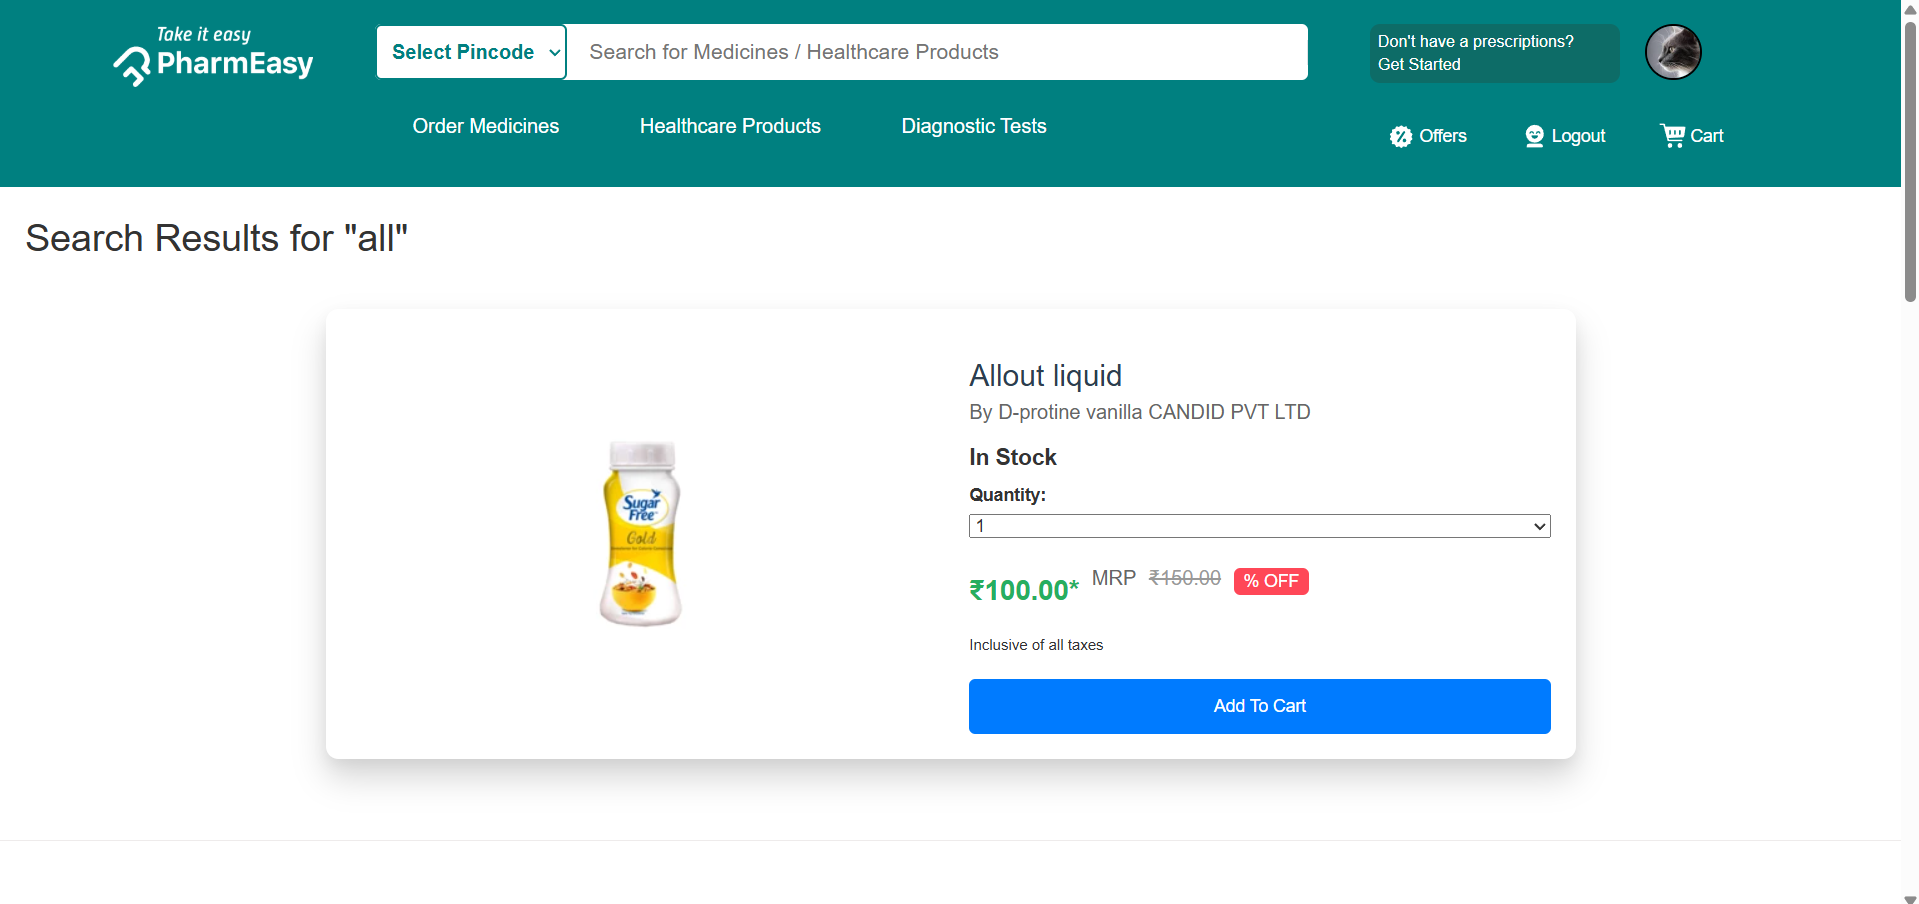 Take it easy
PharmEasy
Select Pincode
Search for Medicines / Healthcare Products
Don't have a prescriptions?
Get Started
Order Medicines
Healthcare Products
Diagnostic Tests
Offers
Logout
Cart
Search Results for "all"
Sugar
Free
Gold
Allout liquid
By D-protine vanilla CANDID PVT LTD
In Stock
Quantity:
1
₹100.00* MRP ₹150.00 % OFF
Inclusive of all taxes
Add To Cart